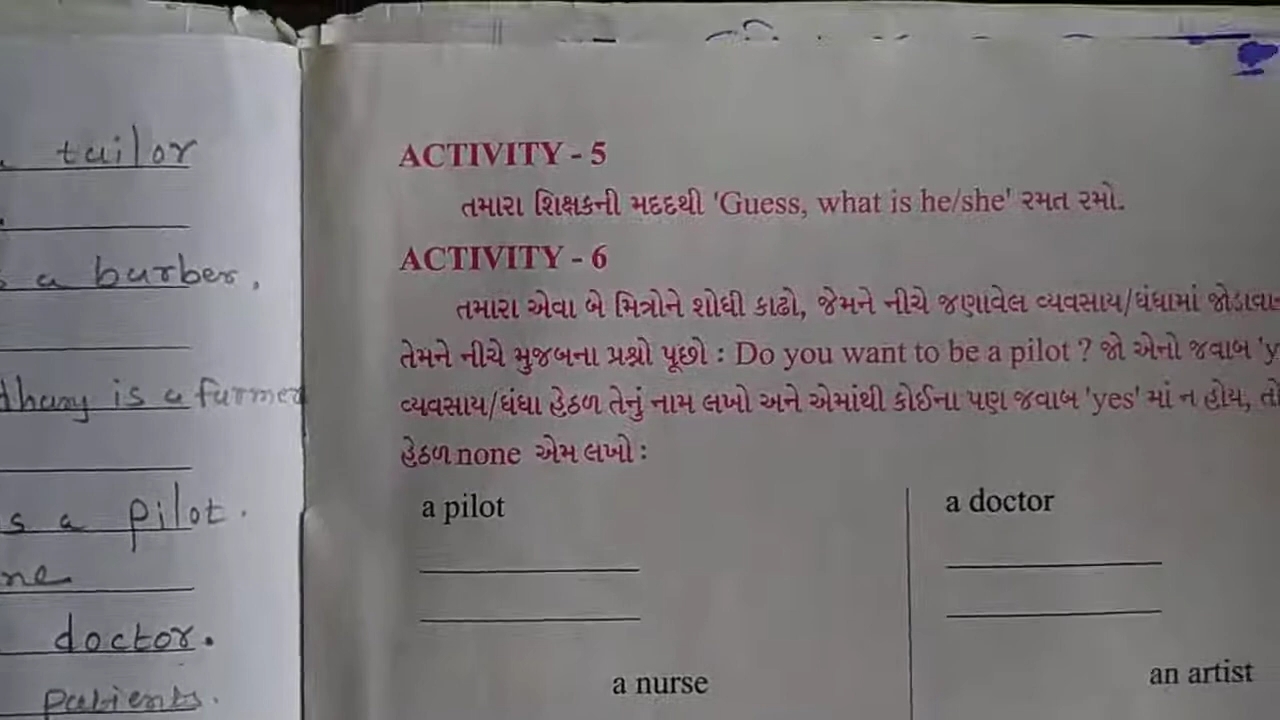 tailor
a barber.
is a farmer
a pilot.
doctor.
patients.
ACTIVITY - 5
તમારા શિક્ષકની મદદથી 'Guess, what is he/she' રમત રમો.
ACTIVITY - 6
તમારા એવા બે મિત્રોને શોધી કાઢો, જેમને નીચે જણાવેલ વ્યવસાય/ધંધામાં
તેમને નીચે મુજબના પ્રશ્નો પૂછો : Do you want to be a pilot ? જો એનો જવાબ
વ્યવસાય/ધંધા હેઠળ તેનું નામ લખો અને એમાંથી કોઈના પણ જવાબ 'yes' માં ન હોય, તો
હેઠળ none એમ લખો :
a pilot
a doctor
a nurse
an artist